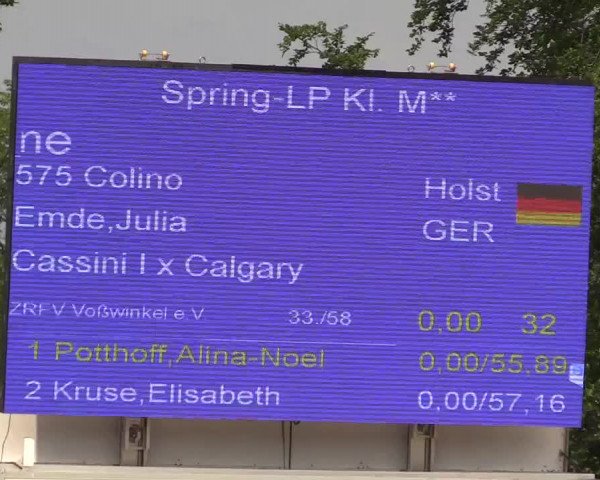 Spring-LP Kl. M**
ne
575 Colino Holst
Emde,Julia GER
Cassini I x Calgary
ZRFV Voßwinkel e.V 33./58 0,00 32
1 Potthoff,Alina-Noel 0,00/55,89
2 Kruse,Elisabeth 0,00/57,16